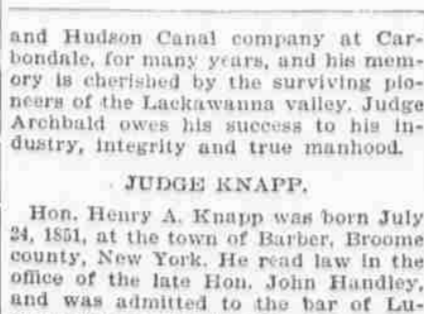 and Hudson Canal company at Car-
bondale, for many years, and his mem-
ory is cherished by the surviving pio-
neers of the Lackawanna valley. Judge
Archbald owes his success to his in-
dustry, integrity and true manhood.
JUDGE KNAPP.
Hon. Henry A. Knapp was born July
24, 1851, at the town of Barber, Broome
county, New York. He read law in the
office of the late Hon. John Handley,
and was admitted to the bar of Lu-